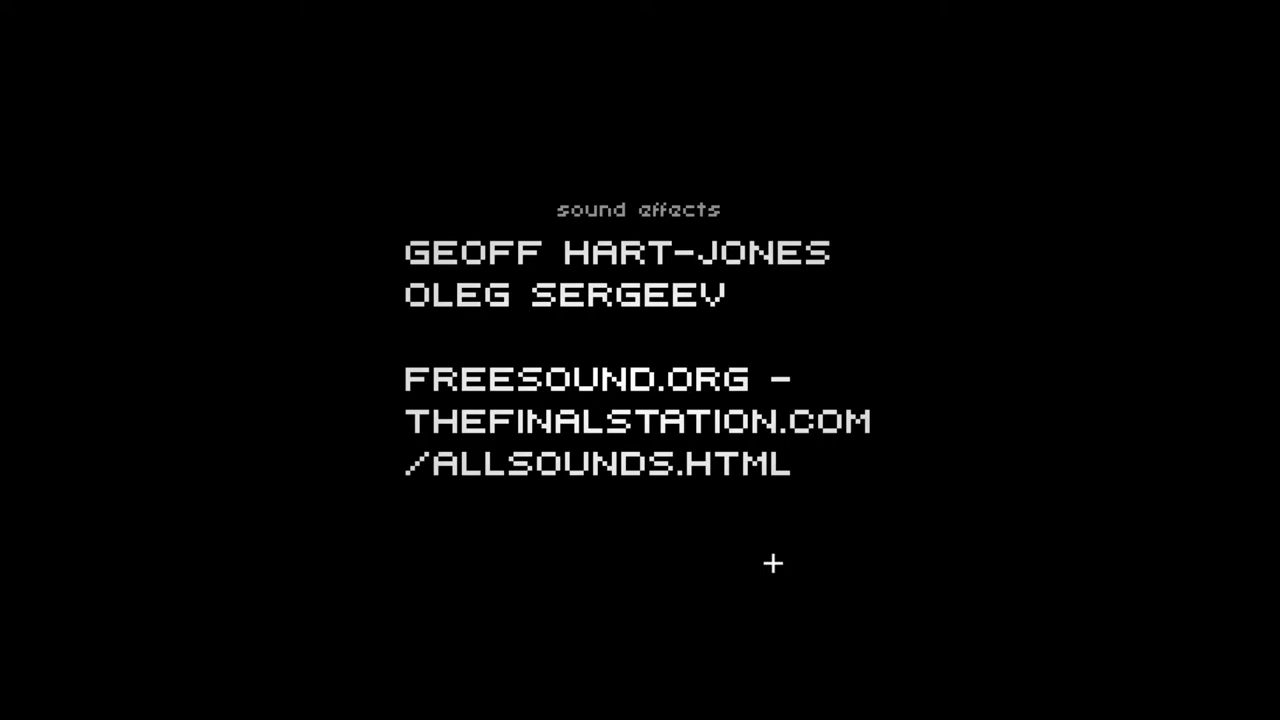 sound effects
GEOFF HART-JONES
OLEG SERGEEV
FREESOUND.ORG -
THEFINALSTATION.COM
/ALLSOUNDS.HTML